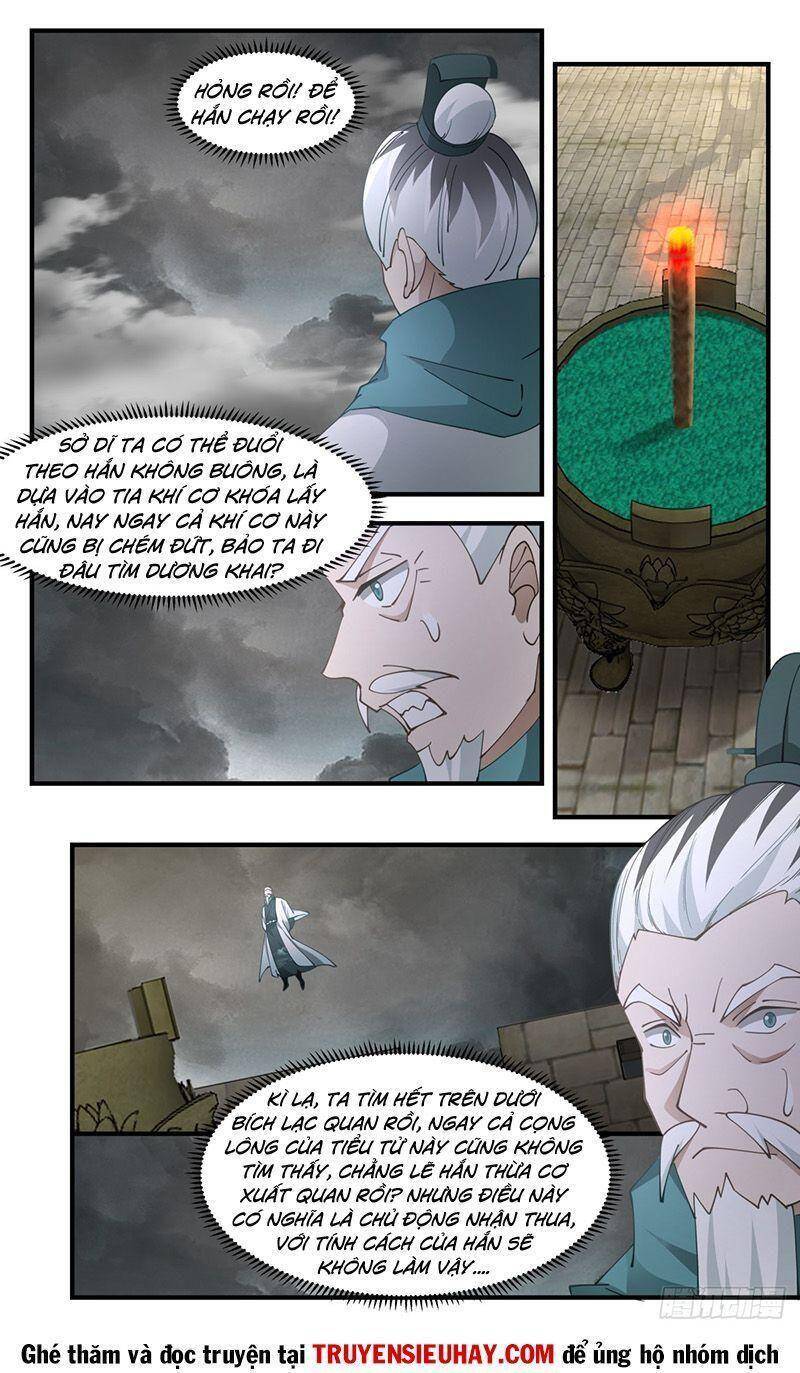 HỎNG RỒI! ĐỂ
HẮN CHẠY RỒI!
SỞ DĨ TA CÓ THỂ ĐUỔI
THEO HẮN KHÔNG BUÔNG, LÀ
DỰA VÀO TIA KHÍ CƠ KHÓA LẤY
HẮN, NAY NGAY CẢ KHÍ CƠ NÀY
CŨNG BỊ CHÉM ĐỨT, BẢO TA ĐI
ĐÂU TÌM DƯƠNG KHAI?
KÌ LẠ, TA TÌM HẾT TRÊN DƯỚI
BÍCH LẠC QUAN RỒI, NGAY CẢ CỌNG
LÔNG CỦA TIỂU TỬ NÀY CŨNG KHÔNG
TÌM THẤY, CHẲNG LẼ HẮN THỪA CƠ
XUẤT QUAN RỒI? NHƯNG ĐIỀU NÀY
CÓ NGHĨA LÀ CHỦ ĐỘNG NHẬN THUA,
VỚI TÍNH CÁCH CỦA HẮN SẼ
KHÔNG LÀM VẬY....
腾讯动漫
Ghé thăm và đọc truyện tại TRUYENSIEUHAY.COM để ủng hộ nhóm dịch